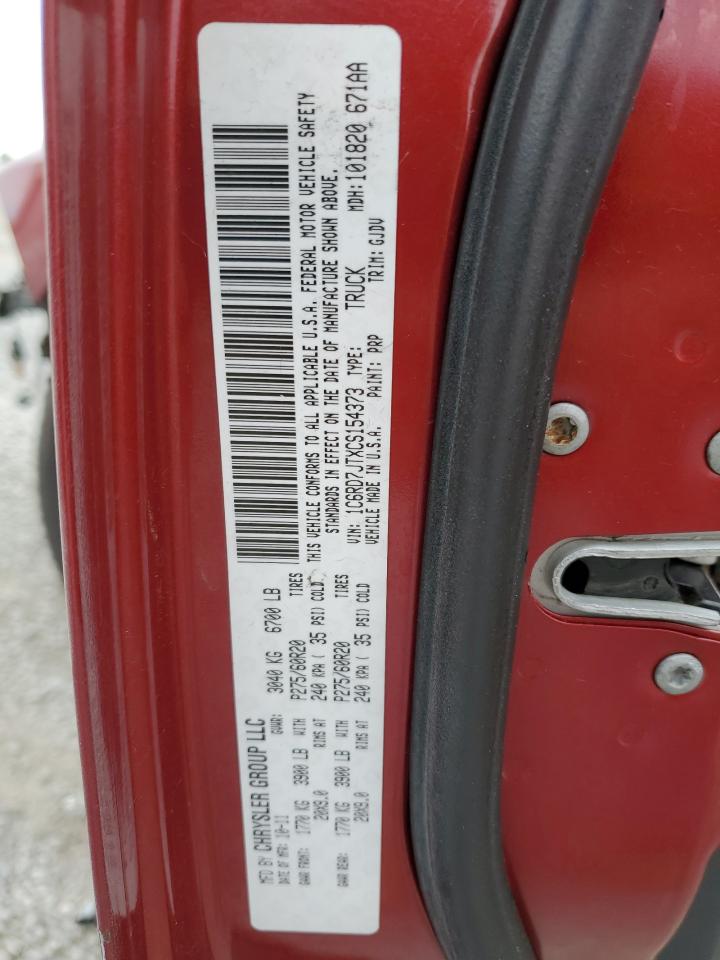 MFD BY CHRYSLER GROUP LLC
DATE OF MFR: 10-11 GVWR: 3040 KG 6700 LB
GAWR FRONT: 1770 KG 3900 LB WITH P275/60R20 TIRES
20X9.0 RIMS AT 240 KPA ( 35 PSI) COLD
GAWR REAR: 1770 KG 3900 LB WITH P275/60R20 TIRES
20X9.0 RIMS AT 240 KPA ( 35 PSI) COLD
THIS VEHICLE CONFORMS TO ALL APPLICABLE U.S.A. FEDERAL MOTOR VEHICLE SAFETY
STANDARDS IN EFFECT ON THE DATE OF MANUFACTURE SHOWN ABOVE.
VIN: 1C6RD7JTXCS154373 TYPE: TRUCK MDH: 101820 671AA
VEHICLE MADE IN U.S.A. PAINT: PRP TRIM: GJDV